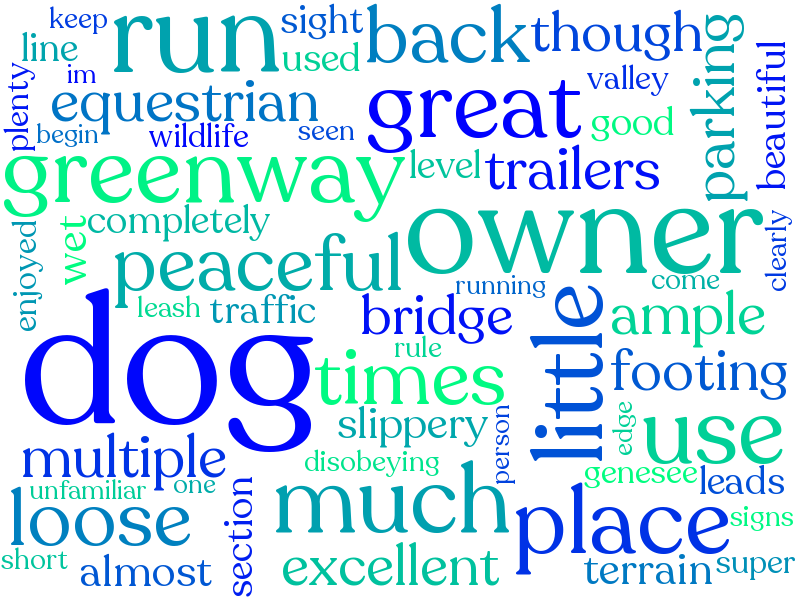 keep
run
sight
back
though
parking
beautiful
line
used
plenty
im
equestrian
great
valley
begin
wildlife
seen
good
greenway
level
trailers
completely
owner
enjoyed
wet
peaceful
clearly
leash
traffic
running
come
dog
bridge
little
ample
times
rule
footing
slippery
person
edge
use
multiple
disobeying
genesee
leads
unfamiliar
one
section
much
place
signs
loose
short
almost
excellent
terrain
super